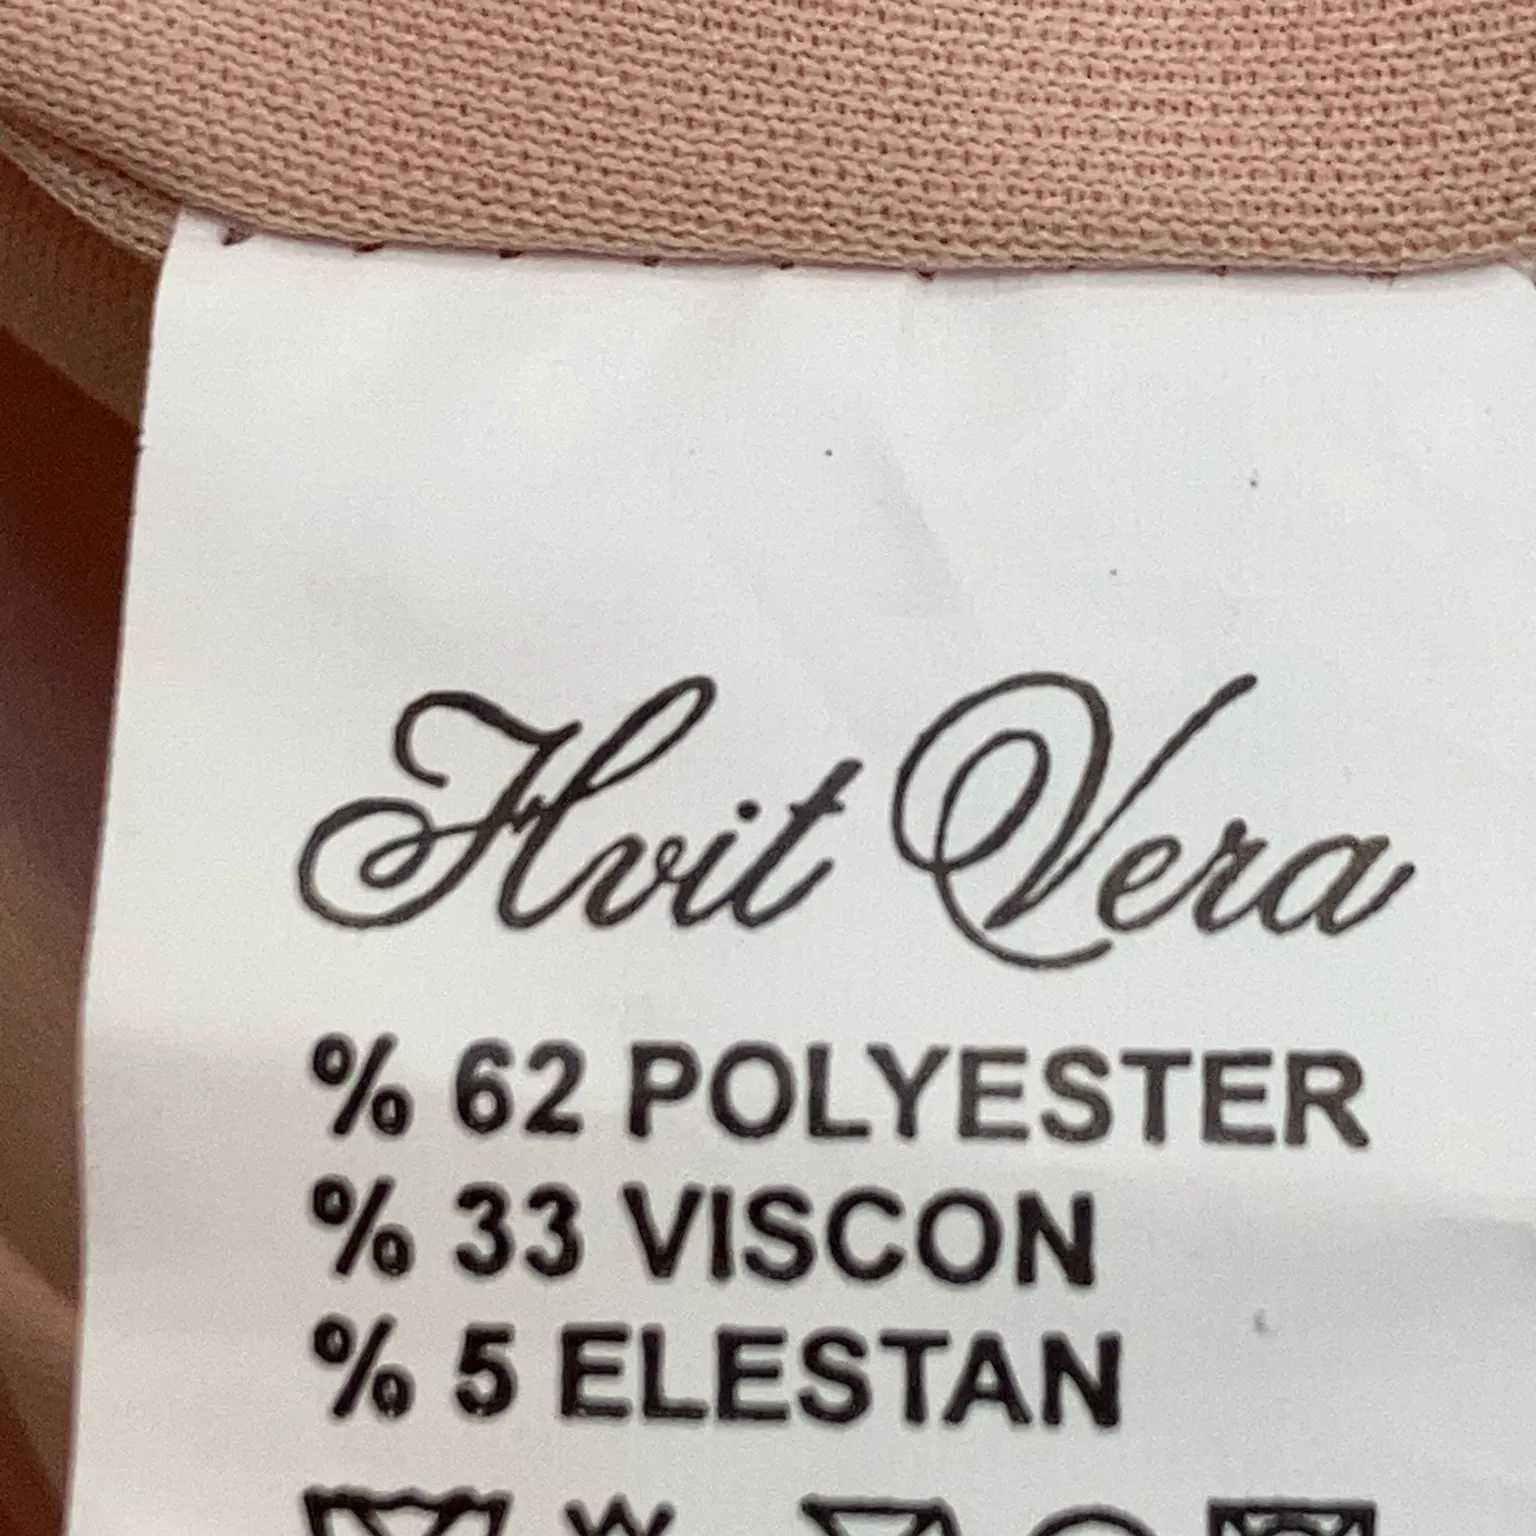 Hvit Vera
% 62 POLYESTER
% 33 VISCON
% 5 ELESTAN